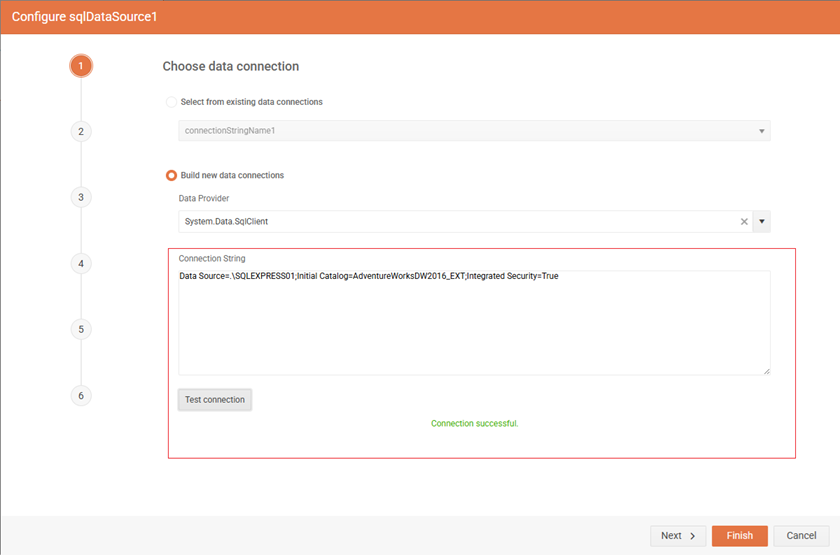 Configure sqlDataSource1
1
Choose data connection
Select from existing data connections
2
connectionStringName1
Build new data connections
3
Data Provider
System.Data.SqlClient
4
Connection String
Data Source=.\SQLEXPRESS01;Initial Catalog=AdventureWorksDW2016_EXT;Integrated Security=True
5
6
Test connection
Connection successful.
Next
Finish
Cancel